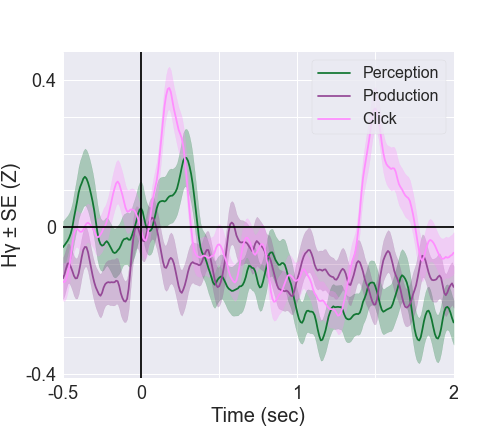 Hγ ± SE (Z)
0.4
0
-0.4
Perception
Production
Click
-0.5
0
1
2
Time (sec)